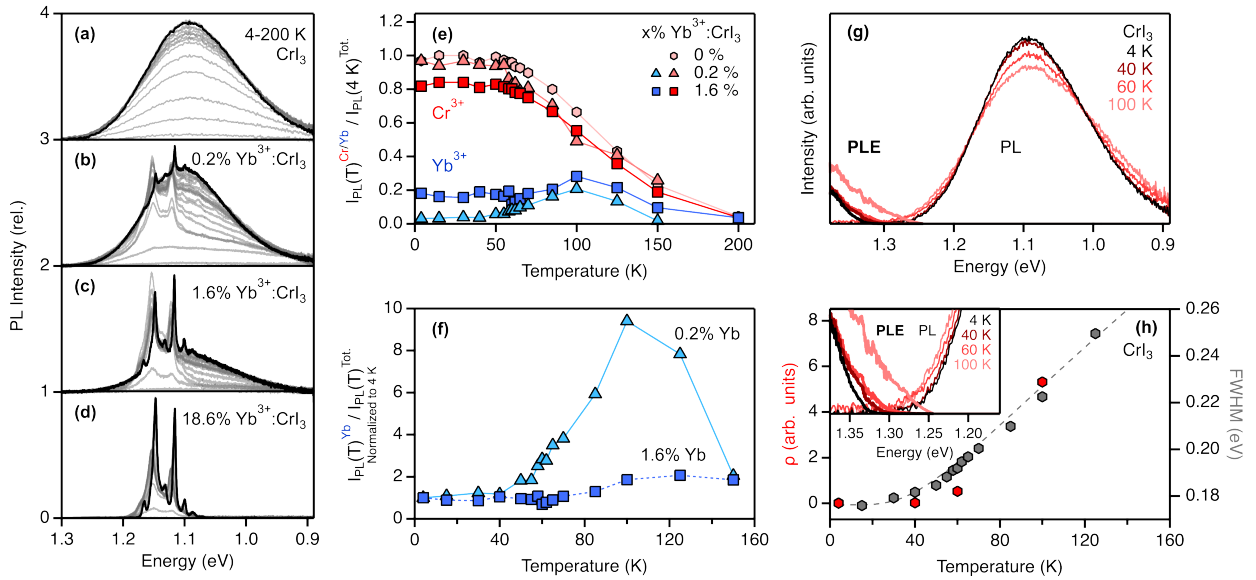 4
3
2
1
0
PL Intensity (rel.)
(a)
4-200 K
CrI₃
(b)
0.2% Yb³⁺:CrI₃
(c)
1.6% Yb³⁺:CrI₃
(d)
18.6% Yb³⁺:CrI₃
1.3 1.2 1.1 1.0 0.9
Energy (eV)
I_PL(T)^Cr/Yb / I_PL(4 K)^Tot.
1.2
1.0
0.8
0.6
0.4
0.2
0.0
(e)
x% Yb³⁺:CrI₃
0 %
0.2 %
1.6 %
Cr³⁺
Yb³⁺
0 50 100 150 200
Temperature (K)
I_PL(T)^Yb / I_PL(T)^Tot.
Normalized to 4 K
10
8
6
4
2
0
(f)
0.2% Yb
1.6% Yb
0 40 80 120 160
Temperature (K)
Intensity (arb. units)
(g)
CrI₃
4 K
40 K
60 K
100 K
PLE
PL
1.3 1.2 1.1 1.0 0.9
Energy (eV)
ρ (arb. units)
8
6
4
2
0
PLE PL
4 K
40 K
60 K
100 K
1.35 1.30 1.25 1.20
Energy (eV)
(h)
CrI₃
0.26
0.24
0.22
0.20
0.18
FWHM (eV)
0 40 80 120 160
Temperature (K)